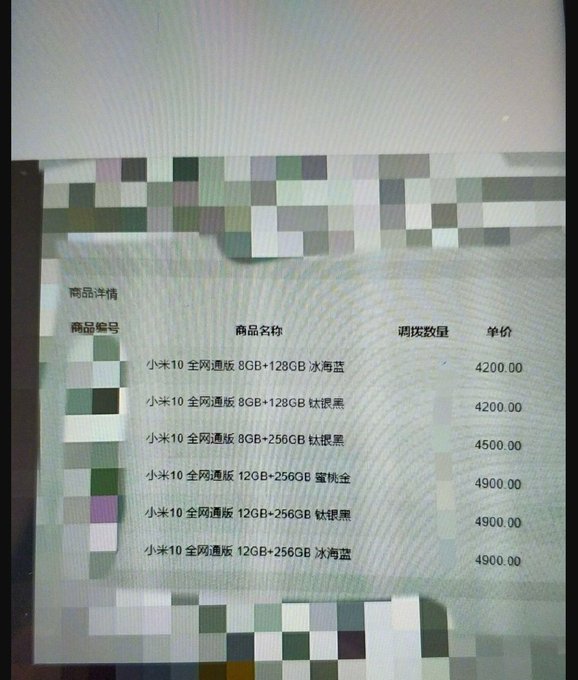 商品详情
商品编号 商品名称 调拨数量 单价
小米10 全网通版 8GB+128GB 冰海蓝 4200.00
小米10 全网通版 8GB+128GB 钛银黑 4200.00
小米10 全网通版 8GB+256GB 钛银黑 4500.00
小米10 全网通版 12GB+256GB 蜜桃金 4900.00
小米10 全网通版 12GB+256GB 钛银黑 4900.00
小米10 全网通版 12GB+256GB 冰海蓝 4900.00